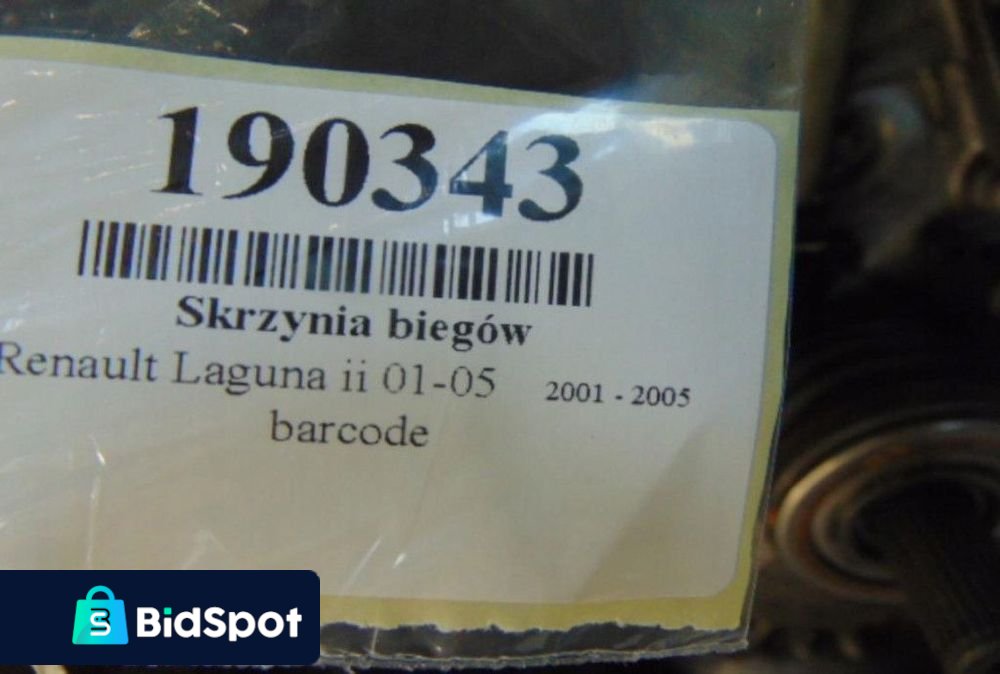 190343
Skrzynia biegów
Renault Laguna ii 01-05 2001 - 2005
barcode
BidSpot